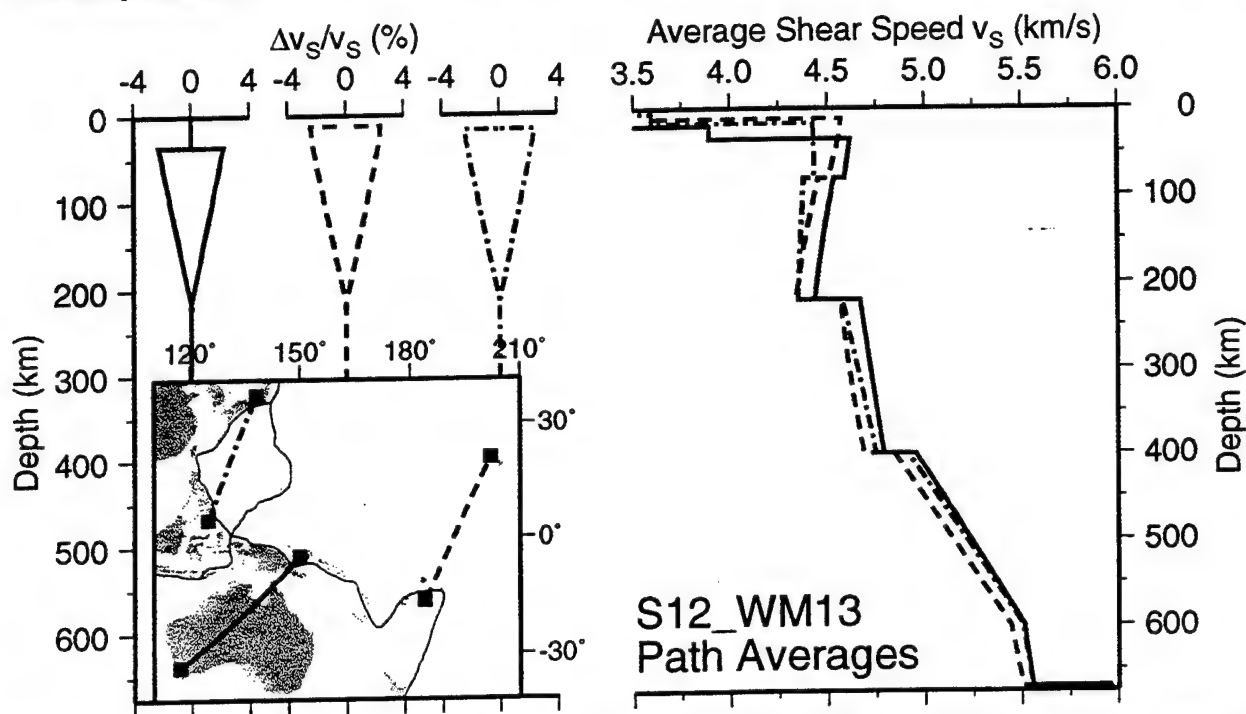 Δv_S/v_S (%)
-4 0 4 -4 0 4 -4 0 4
0
100
200
300
400
500
600
Depth (km)
120° 150° 180° 210°
30°
0°
-30°
Average Shear Speed v_S (km/s)
3.5 4.0 4.5 5.0 5.5 6.0
0
100
200
300
400
500
600
Depth (km)
S12_WM13
Path Averages